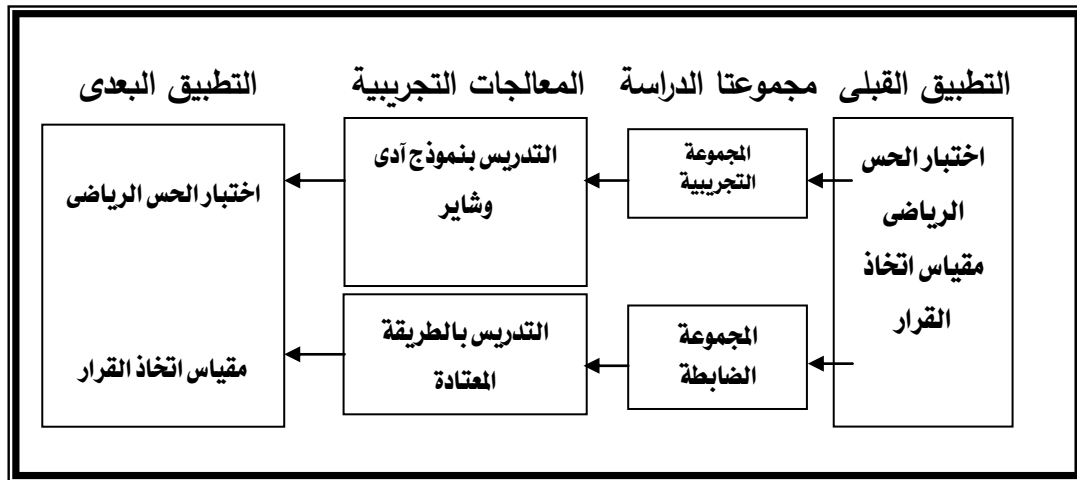 التطبيق القبلى
مجموعتا الدراسة
المعالجات التجريبية
التطبيق البعدى
اختبار الحس
الرياضى
مقياس اتخاذ
القرار
المجموعة
التجريبية
التدريس بنموذج آدى
وشاير
اختبار الحس الرياضى
المجموعة
الضابطة
التدريس بالطريقة
المعتادة
مقياس اتخاذ القرار